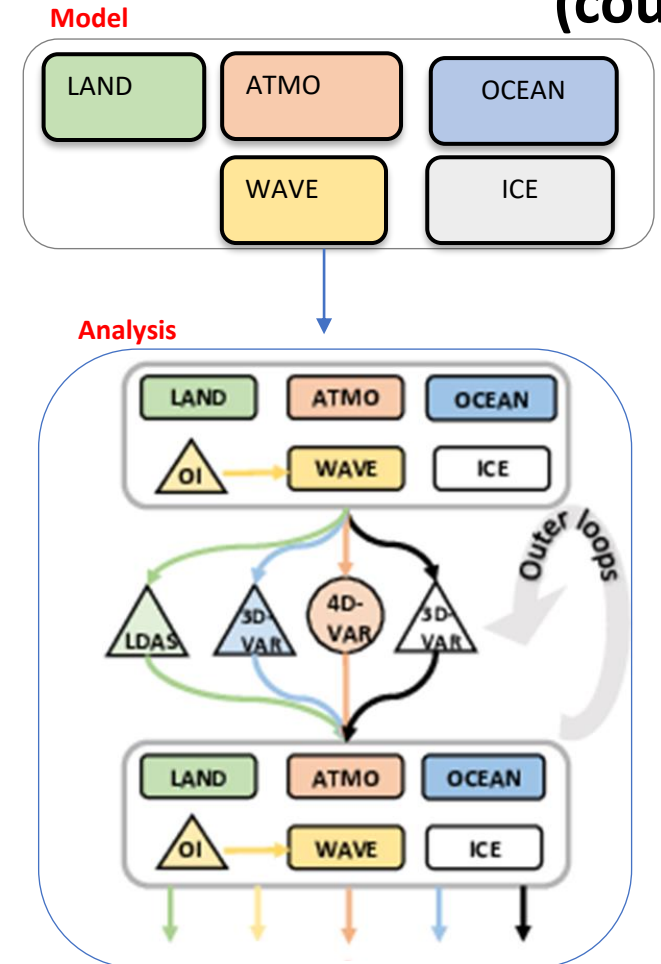 (cou
Model
LAND
ATMO
OCEAN
WAVE
ICE
Analysis
LAND
ATMO
OCEAN
OI
WAVE
ICE
Outer loops
LDAS
3D-
VAR
4D-
VAR
3D-
VAR
LAND
ATMO
OCEAN
OI
WAVE
ICE